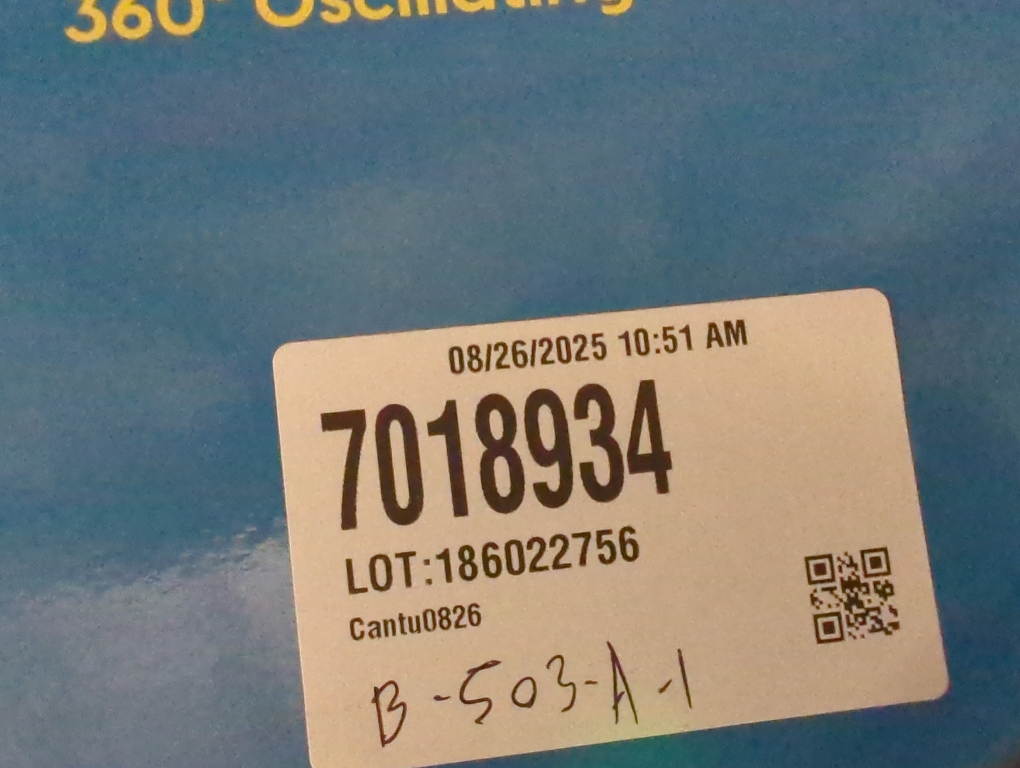 360° Oscillating
08/26/2025 10:51 AM
7018934
LOT:186022756
Cantu0826
B-503-A-1